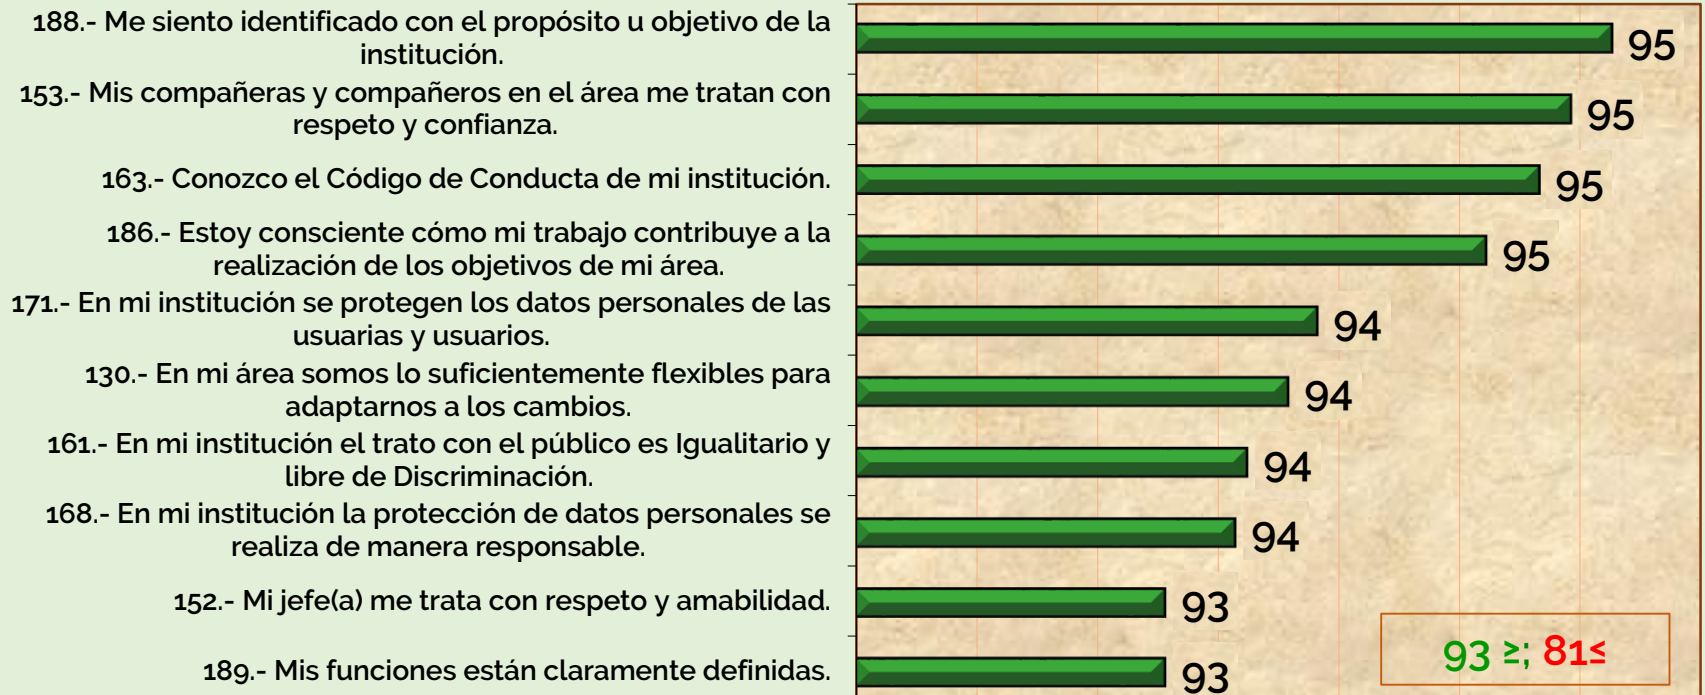 188.- Me siento identificado con el propósito u objetivo de la
institución.
95
153.- Mis compañeras y compañeros en el área me tratan con
respeto y confianza.
95
163.- Conozco el Código de Conducta de mi institución.
95
186.- Estoy consciente cómo mi trabajo contribuye a la
realización de los objetivos de mi área.
95
171.- En mi institución se protegen los datos personales de las
usuarias y usuarios.
94
130.- En mi área somos lo suficientemente flexibles para
adaptarnos a los cambios.
94
161.- En mi institución el trato con el público es Igualitario y
libre de Discriminación.
94
168.- En mi institución la protección de datos personales se
realiza de manera responsable.
94
152.- Mi jefe(a) me trata con respeto y amabilidad.
93
189.- Mis funciones están claramente definidas.
93
93 ≥; 81≤